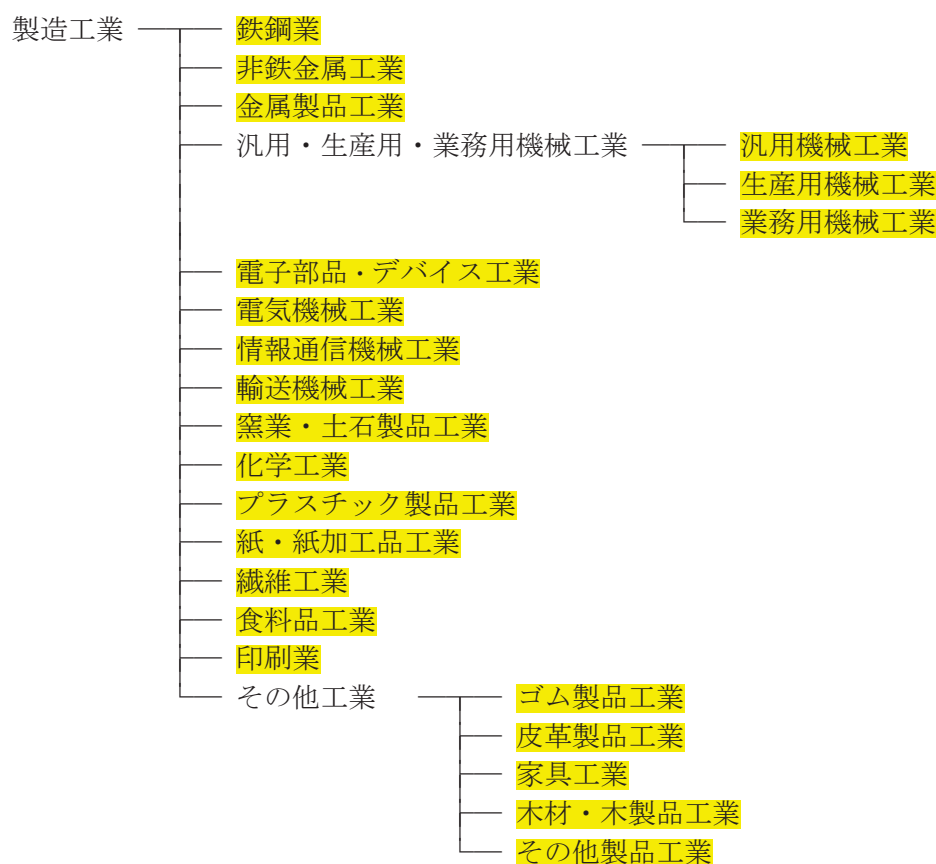 製造工業 鉄鋼業
非鉄金属工業
金属製品工業
汎用・生産用・業務用機械工業 汎用機械工業
生産用機械工業
業務用機械工業
電子部品・デバイス工業
電気機械工業
情報通信機械工業
輸送機械工業
窯業・土石製品工業
化学工業
プラスチック製品工業
紙・紙加工品工業
繊維工業
食料品工業
印刷業
その他工業 ゴム製品工業
皮革製品工業
家具工業
木材・木製品工業
その他製品工業